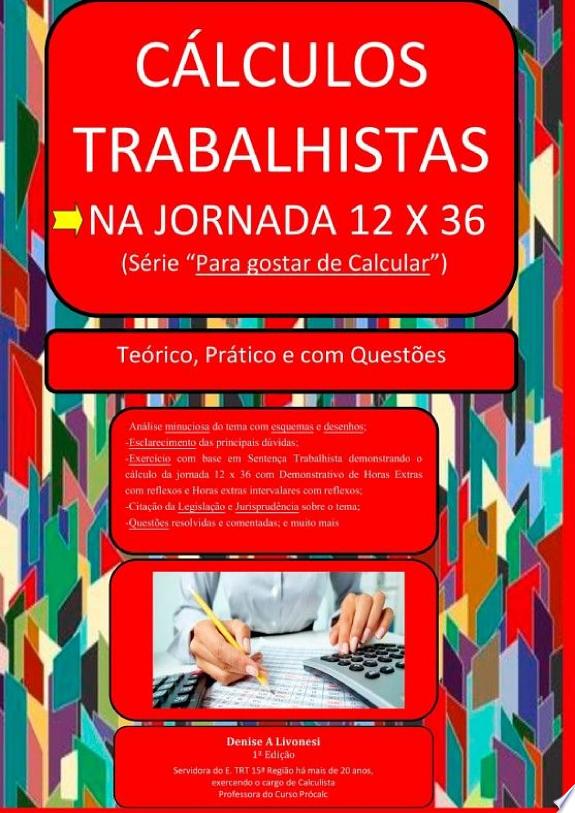 CÁLCULOS
TRABALHISTAS
NA JORNADA 12 X 36
(Série “Para gostar de Calcular”)
Teórico, Prático e com Questões
Análise minuciosa do tema com esquemas e desenhos;
-Esclarecimento das principais dúvidas;
-Exercício com base em Sentença Trabalhista demonstrando o
cálculo da jornada 12 x 36 com Demonstrativo de Horas Extras
com reflexos e Horas extras intervalares com reflexos;
-Citação da Legislação e Jurisprudência sobre o tema;
-Questões resolvidas e comentadas; e muito mais
Denise A Livonesi
1ª Edição
Servidora do E. TRT 15ª Região há mais de 20 anos,
exercendo o cargo de Calculista
Professora do Curso Prócalc